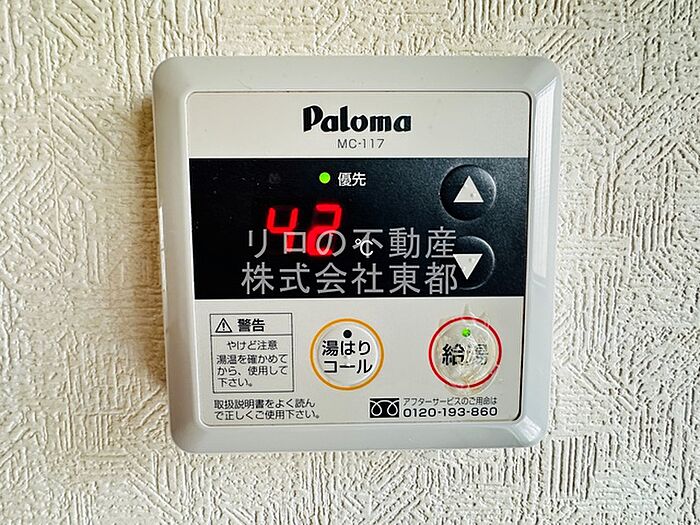 Paloma
MC-117
優先
42 ℃
リロの不動産
株式会社東都
警告
やけど注意
湯温を確かめて
から、使用して
下さい。
湯はり
コール
給湯
取扱説明書をよく読ん
で正しくご使用下さい。
アフターサービスのご用命は
0120-193-860